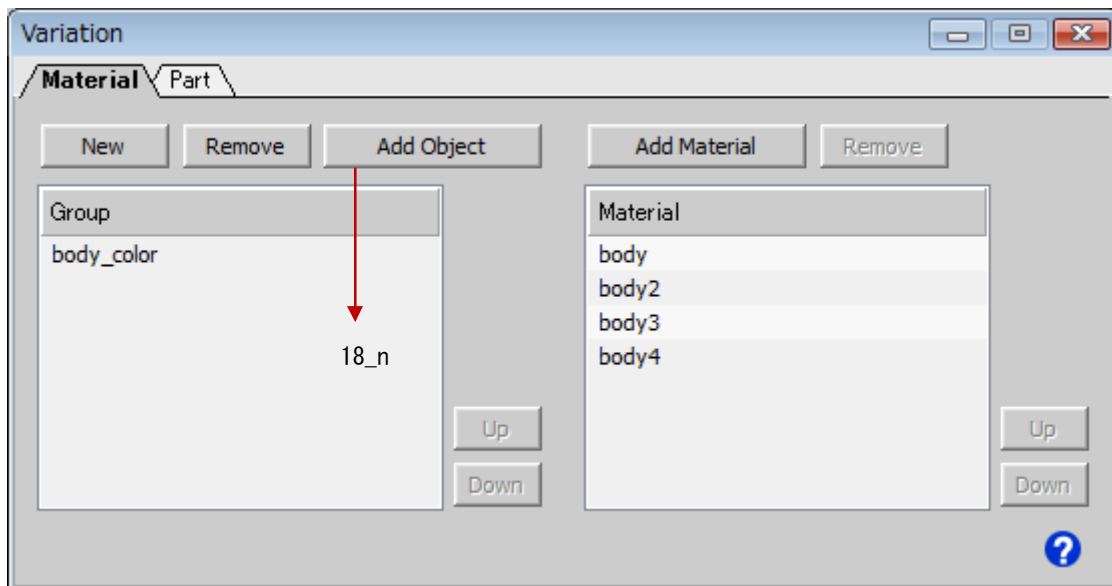 Variation
Material Part
New Remove Add Object Add Material Remove
Group Material
body_color body
body2
body3
18_n body4
Up Up
Down Down
?